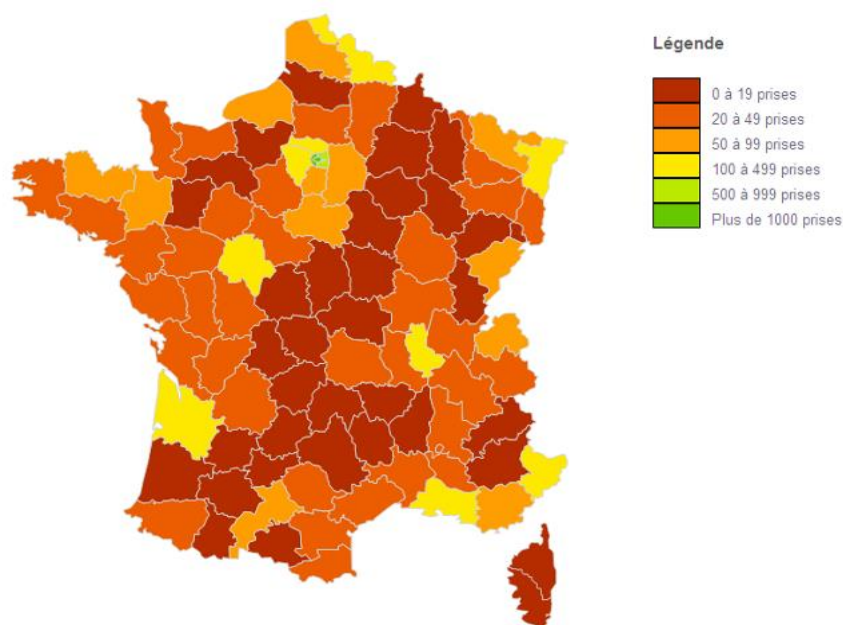 Légende
0 à 19 prises
20 à 49 prises
50 à 99 prises
100 à 499 prises
500 à 999 prises
Plus de 1000 prises